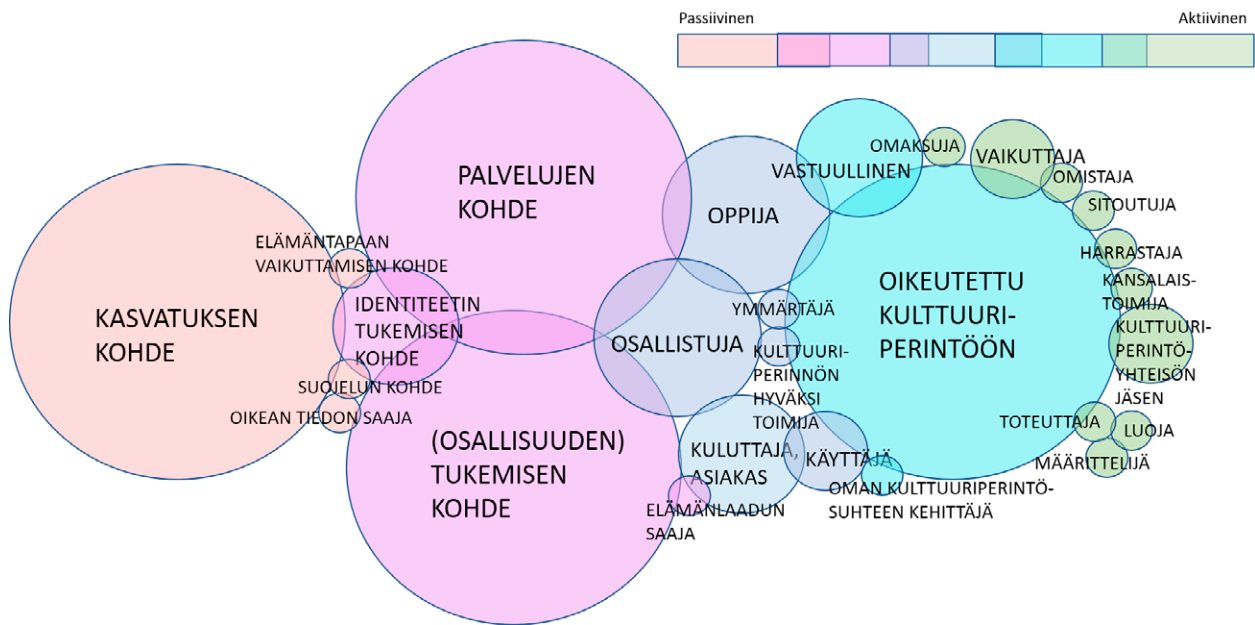 Passiivinen
Aktiivinen
KASVATUKSEN
KOHDE
ELÄMÄNTAPAAN
VAIKUTTAMISEN KOHDE
IDENTITEETIN
TUKEMISEN
KOHDE
SUOJELUN KOHDE
OIKEAN TIEDON SAAJA
PALVELUJEN
KOHDE
(OSALLISUUDEN)
TUKEMISEN
KOHDE
ELÄMÄNLAADUN
SAAJA
OPPIJA
OSALLISTUJA
YMMÄRTÄJÄ
KULTTUURI-
PERINNÖN
HYVÄKSI
TOIMIJA
KULUTTAJA,
ASIAKAS
KÄYTTÄJÄ
OMAN KULTTUURIPERINTÖ-
SUHTEEN KEHITTÄJÄ
VASTUULLINEN
OIKEUTETTU
KULTTUURI-
PERINTÖÖN
OMAKSUJA
VAIKUTTAJA
OMISTAJA
SITOUTUJA
HARRASTAJA
KANSALAIS-
TOIMIJA
KULTTUURI-
PERINTÖ-
YHTEISÖN
JÄSEN
TOTEUTTAJA
LUOJA
MÄÄRITTELIJÄ